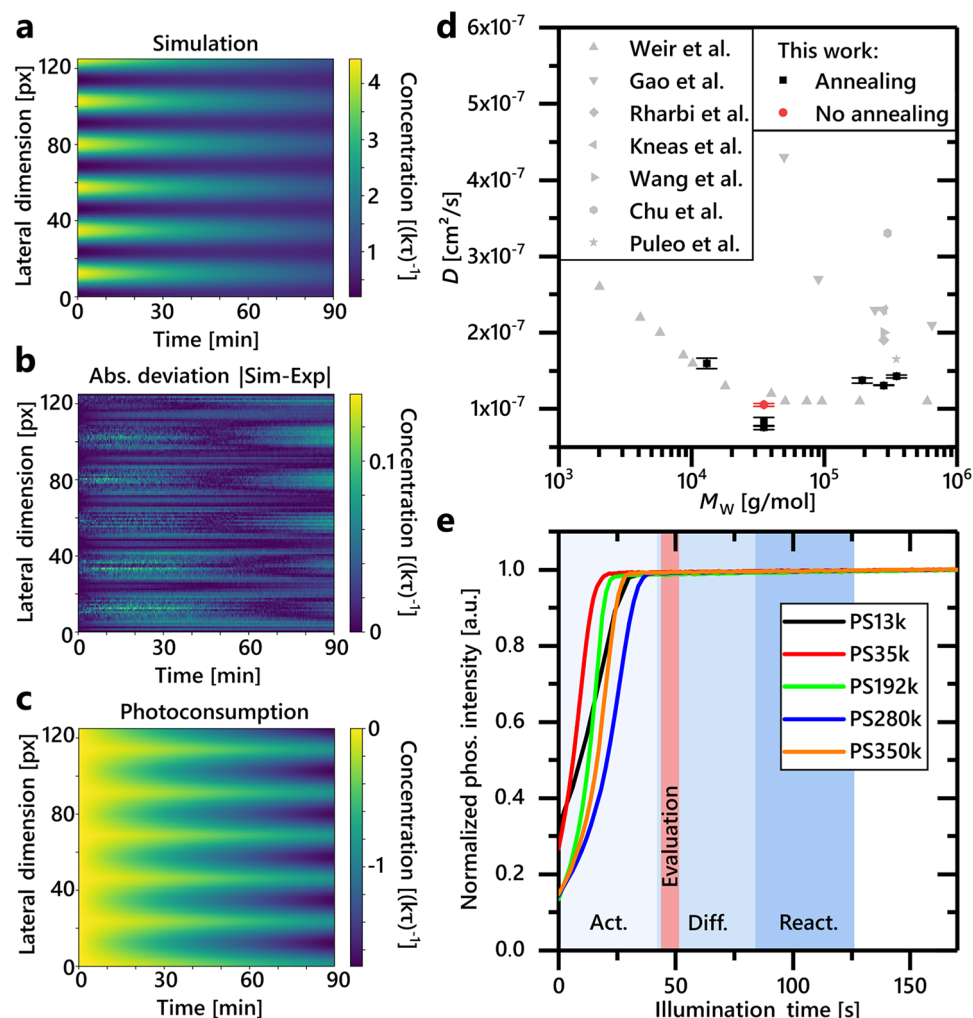 a
Simulation
Lateral dimension [px]
120
80
40
0
0 30 60 90
Time [min]
4
3
2
1
Concentration [(kτ)⁻¹]
b
Abs. deviation |Sim-Exp|
Lateral dimension [px]
120
80
40
0
0 30 60 90
Time [min]
0.1
0
Concentration [(kτ)⁻¹]
c
Photoconsumption
Lateral dimension [px]
120
80
40
0
0 30 60 90
Time [min]
0
-1
Concentration [(kτ)⁻¹]
d
D [cm²/s]
6x10⁻⁷
5x10⁻⁷
4x10⁻⁷
3x10⁻⁷
2x10⁻⁷
1x10⁻⁷
Weir et al.
Gao et al.
Rharbi et al.
Kneas et al.
Wang et al.
Chu et al.
Puleo et al.
This work:
Annealing
No annealing
10³ 10⁴ 10⁵ 10⁶
M_W [g/mol]
e
Normalized phos. intensity [a.u.]
1.0
0.8
0.6
0.4
0.2
0.0
PS13k
PS35k
PS192k
PS280k
PS350k
Evaluation
Act. Diff. React.
0 50 100 150
Illumination time [s]